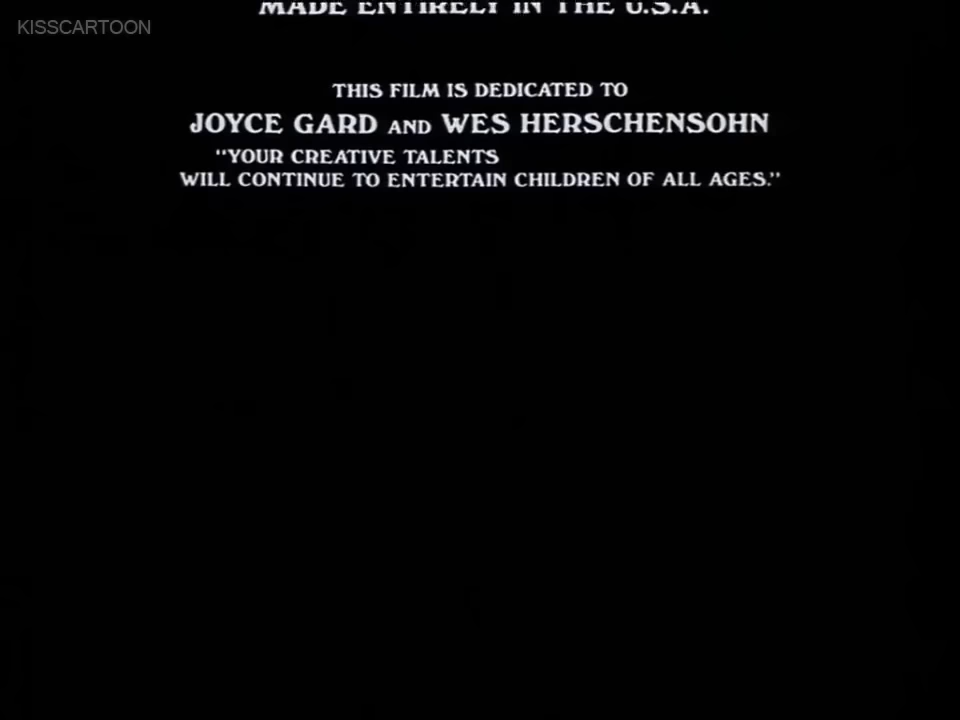 MADE ENTIRELY IN THE U.S.A.
KISSCARTOON
THIS FILM IS DEDICATED TO
JOYCE GARD AND WES HERSCHENSOHN
“YOUR CREATIVE TALENTS
WILL CONTINUE TO ENTERTAIN CHILDREN OF ALL AGES.”